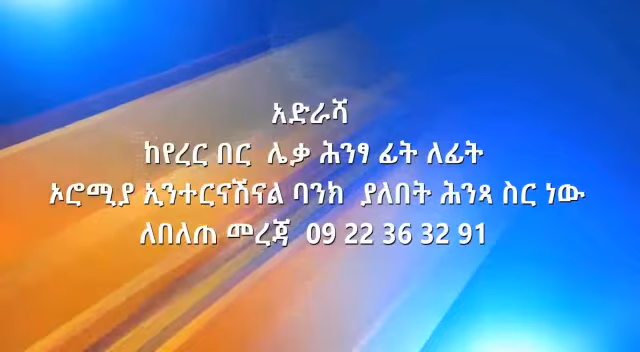 አድራሻ
ከየረር በር ሌቃ ሕንፃ ፊት ለፊት
ኦሮሚያ ኢንተርናሽናል ባንክ ያለበት ሕንጻ ስር ነው
ለበለጠ መረጃ 09 22 36 32 91